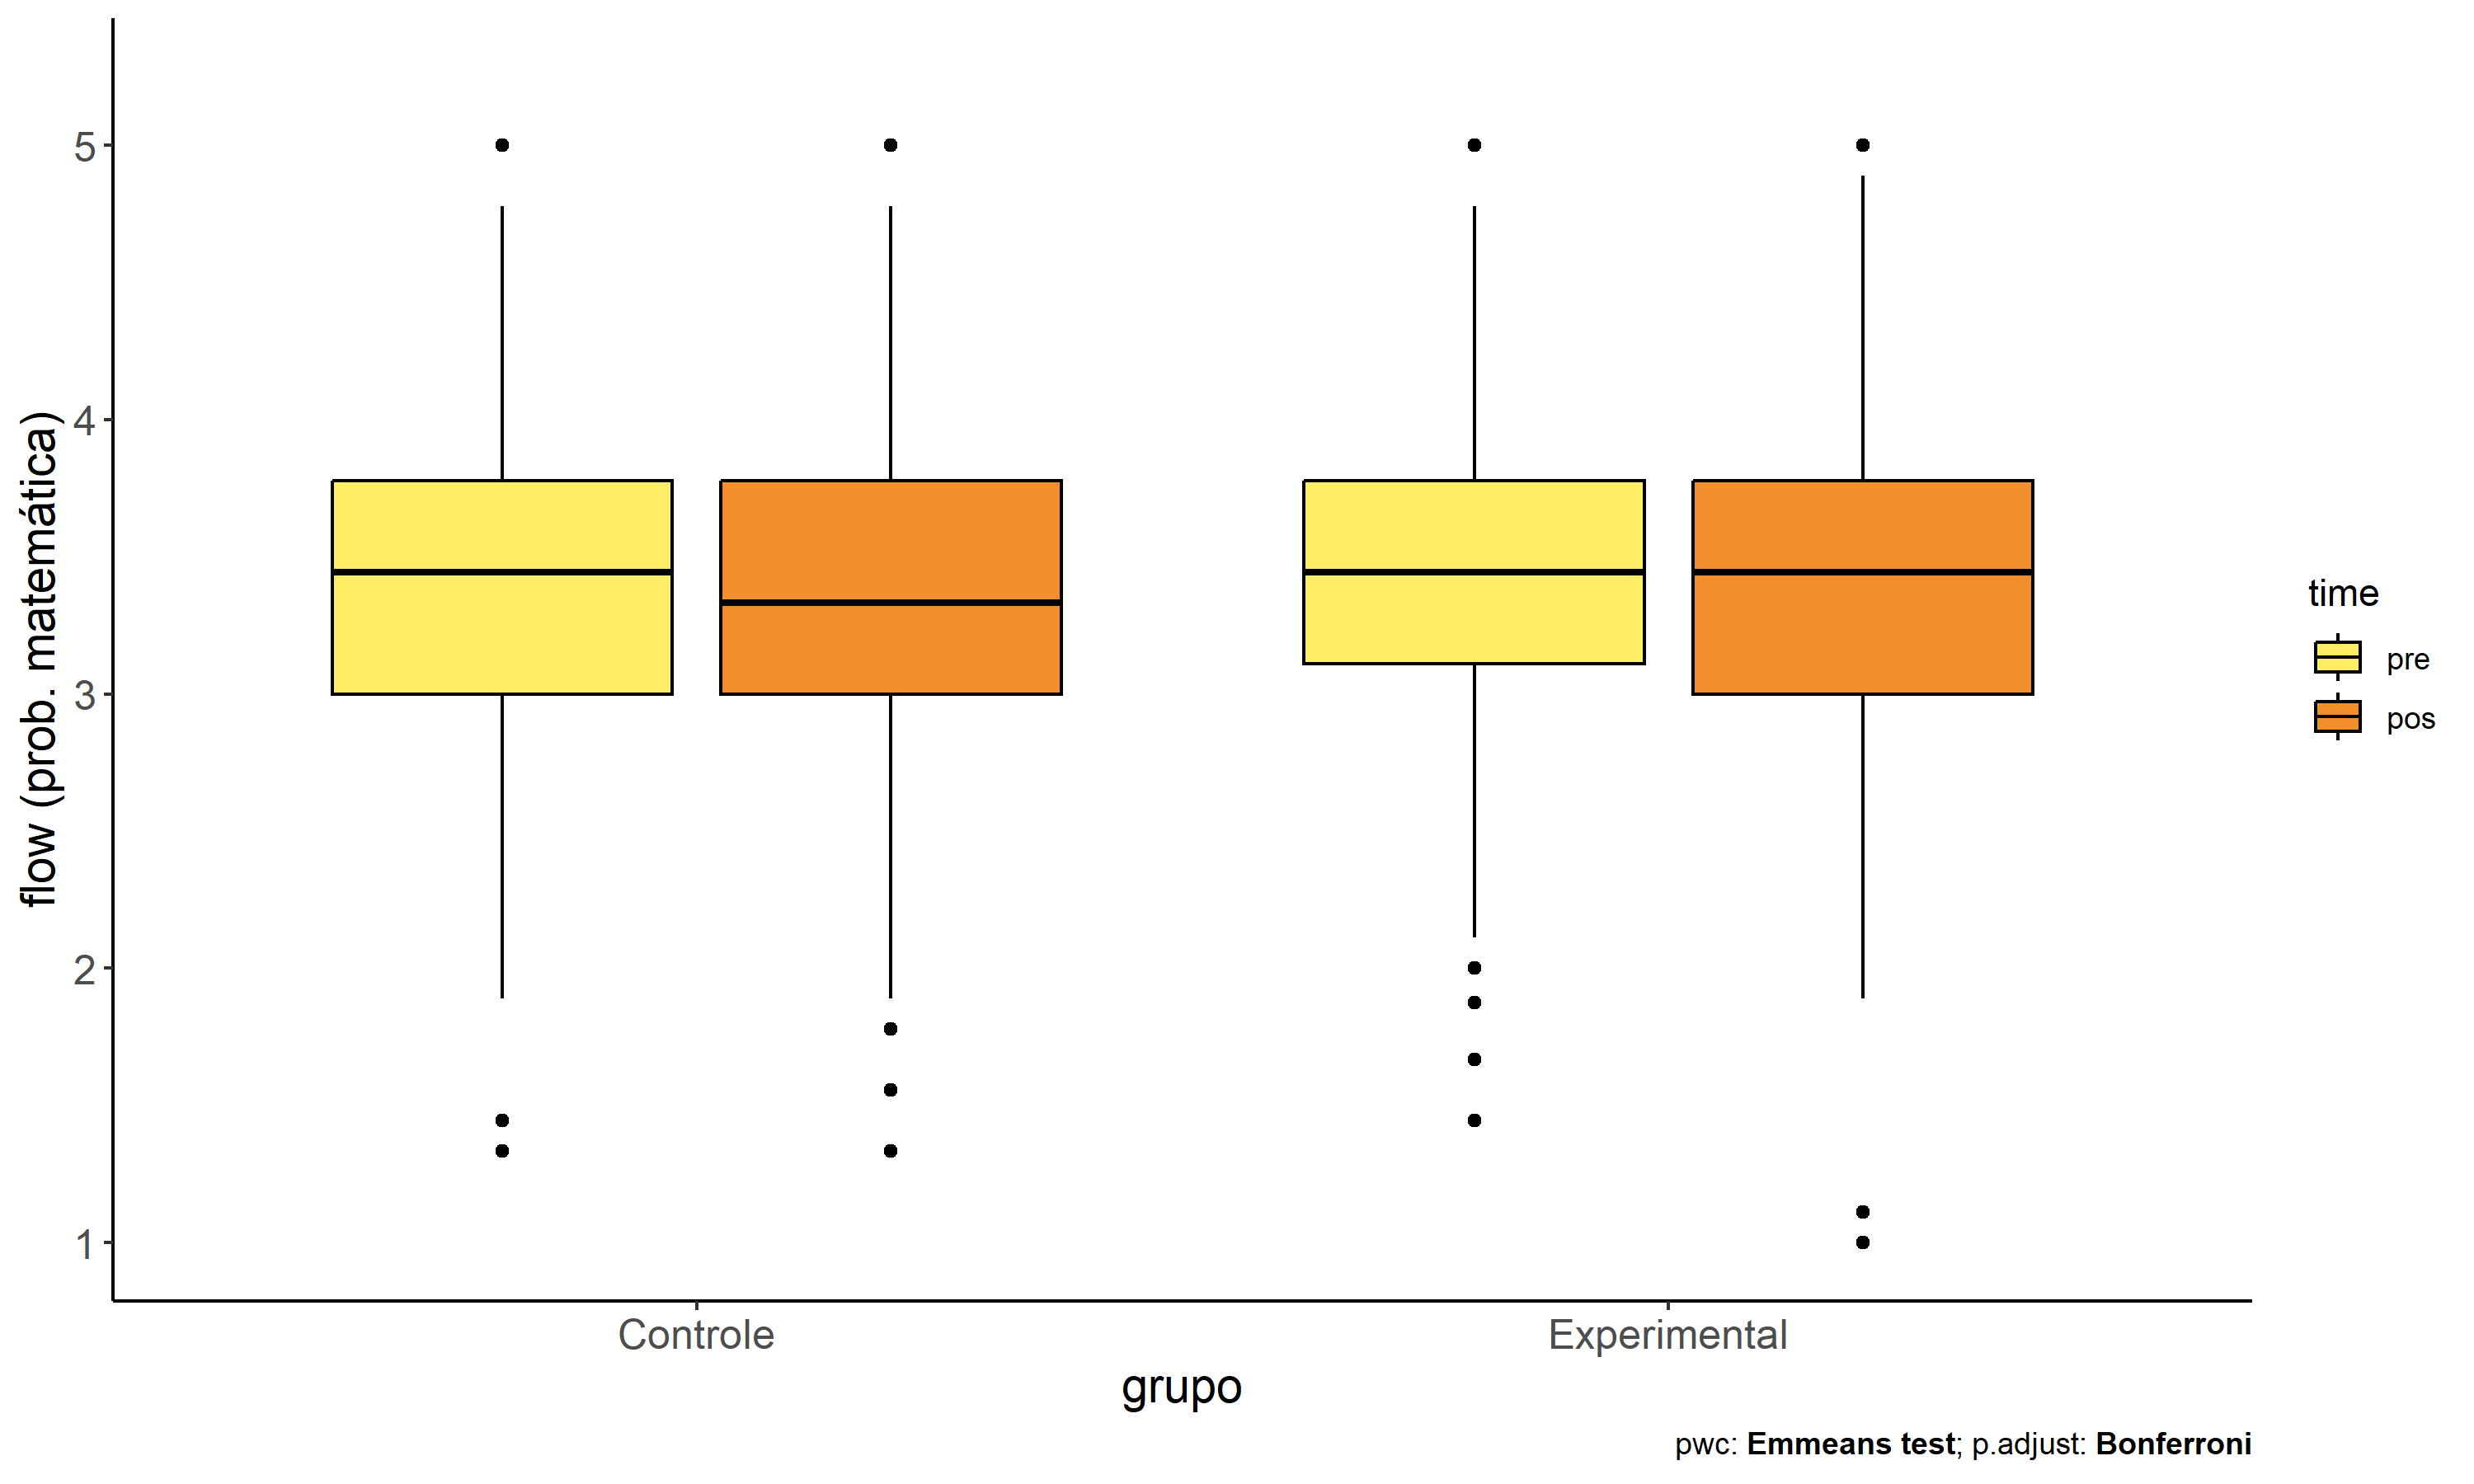 flow (prob. matemática)
5
4
3
2
1
Controle
Experimental
grupo
time
pre
pos
pwc: Emmeans test; p.adjust: Bonferroni